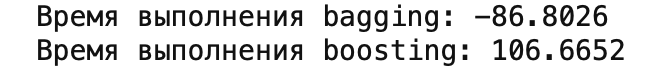 Время выполнения bagging: -86.8026
Время выполнения boosting: 106.6652